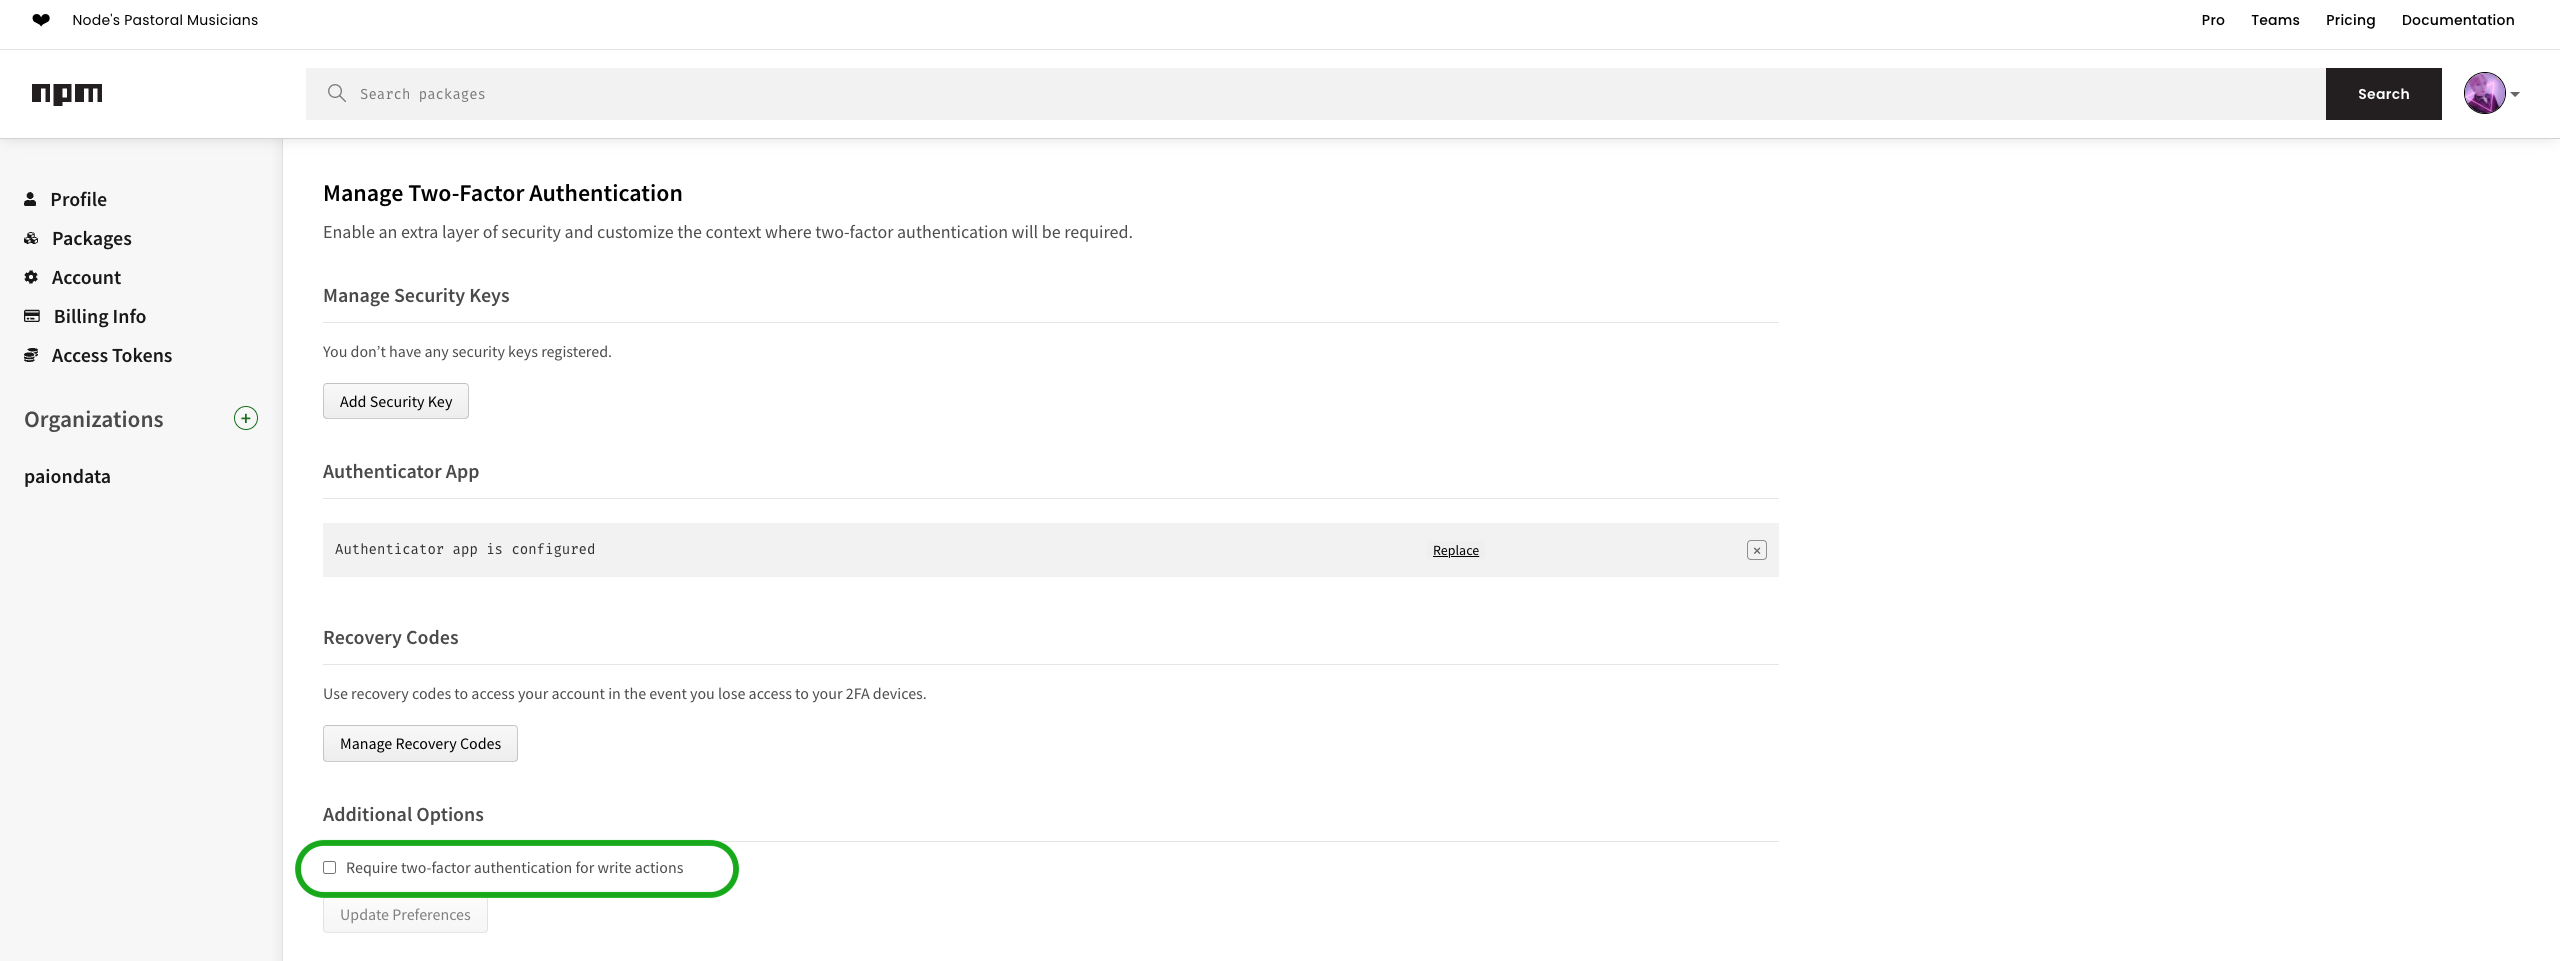 Node's Pastoral Musicians
Pro Teams Pricing Documentation
npm
Search packages
Search
Profile
Packages
Account
Billing Info
Access Tokens
Organizations
paiondata
Manage Two-Factor Authentication
Enable an extra layer of security and customize the context where two-factor authentication will be required.
Manage Security Keys
You don’t have any security keys registered.
Add Security Key
Authenticator App
Authenticator app is configured Replace ×
Recovery Codes
Use recovery codes to access your account in the event you lose access to your 2FA devices.
Manage Recovery Codes
Additional Options
Require two-factor authentication for write actions
Update Preferences